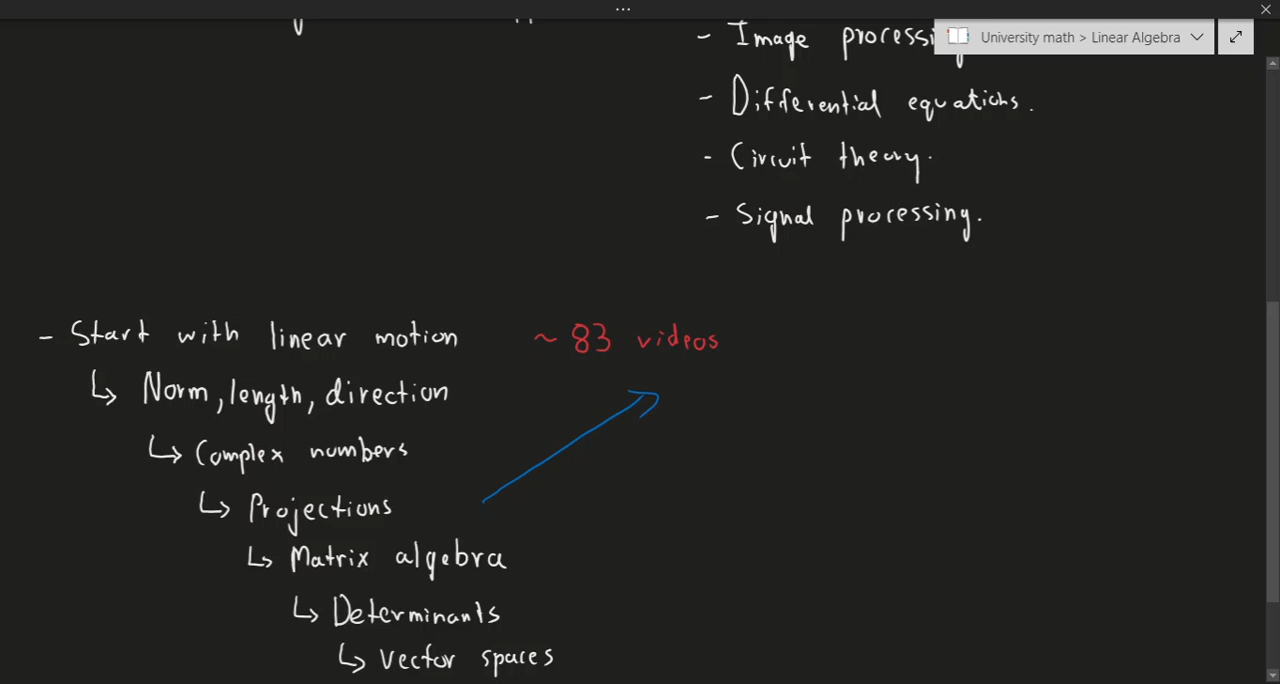 - Image processi
University math > Linear Algebra
- Differential equations.
- Circuit theory.
- Signal processing.
- Start with linear motion ~ 83 videos
↳ Norm, length, direction
↳ Complex numbers
↳ Projections
↳ Matrix algebra
↳ Determinants
↳ Vector spaces